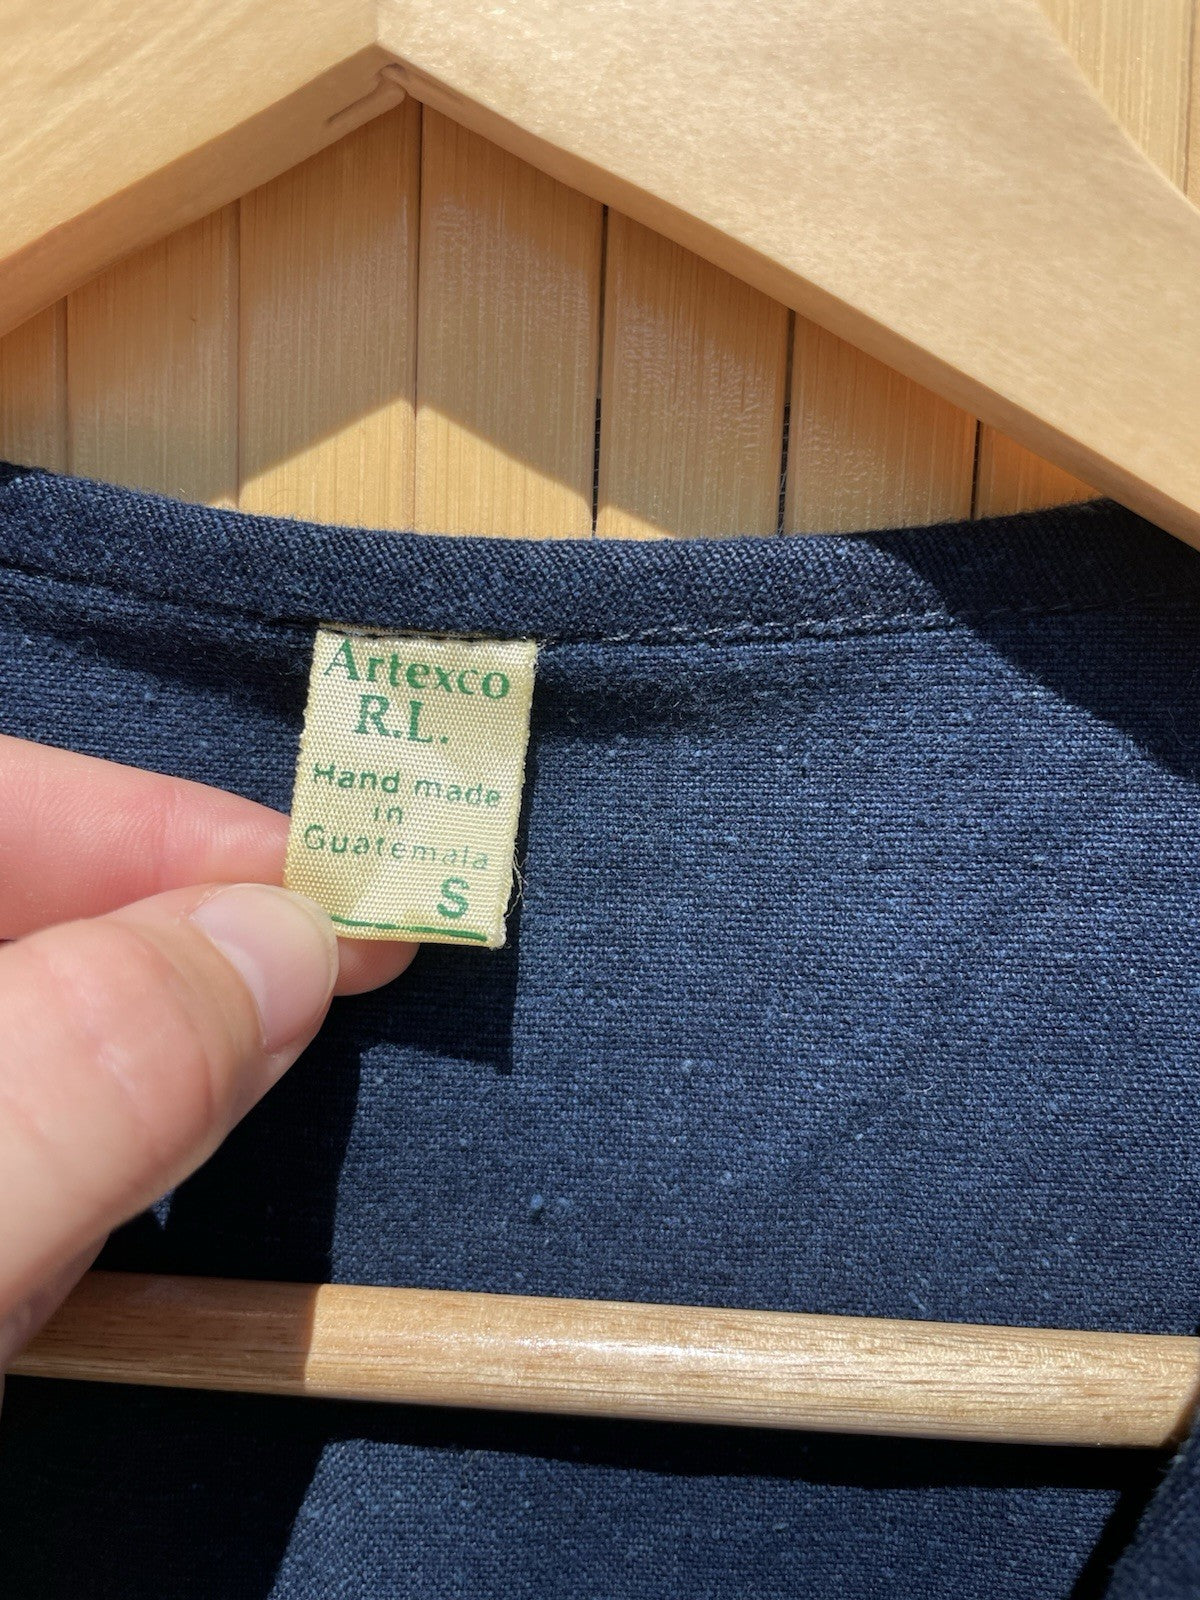 Artexco
R.L.
Hand made
in
Guatemala
S